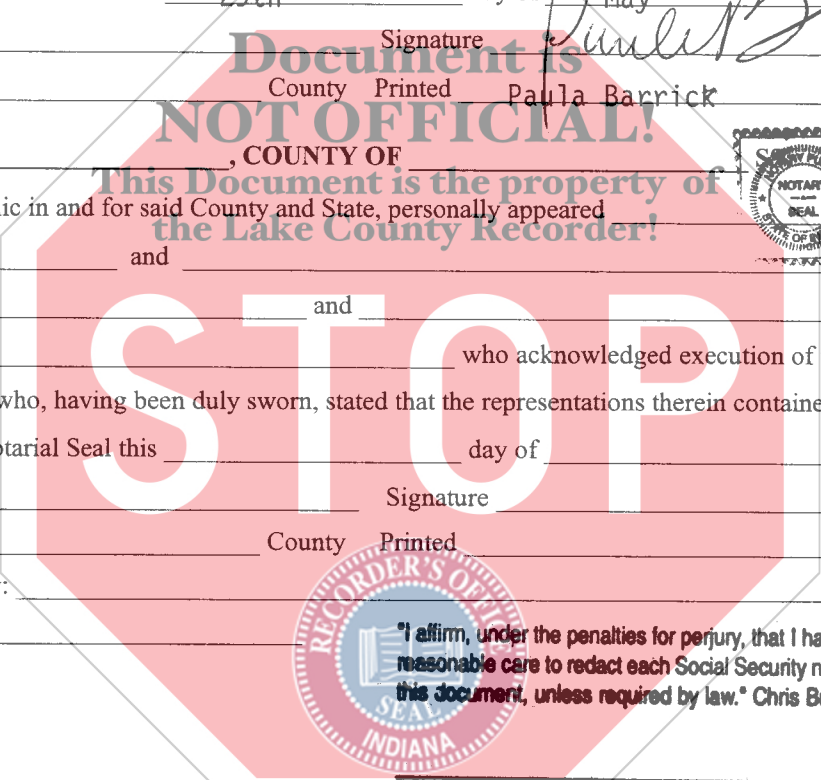 May
Signature
Document is
County Printed Paula Barrick
NOT OFFICIAL!
, COUNTY OF
This Document is the property of
ic in and for said County and State, personally appeared
the Lake County Recorder!
NOTAR
SEAL
and
and
STOP
who acknowledged execution of
who, having been duly sworn, stated that the representations therein containe
otarial Seal this day of
Signature
County Printed
RECORDER'S OFFICE
SEAL
INDIANA
"I affirm, under the penalties for perjury, that I ha
reasonable care to redact each Social Security n
this document, unless required by law." Chris B